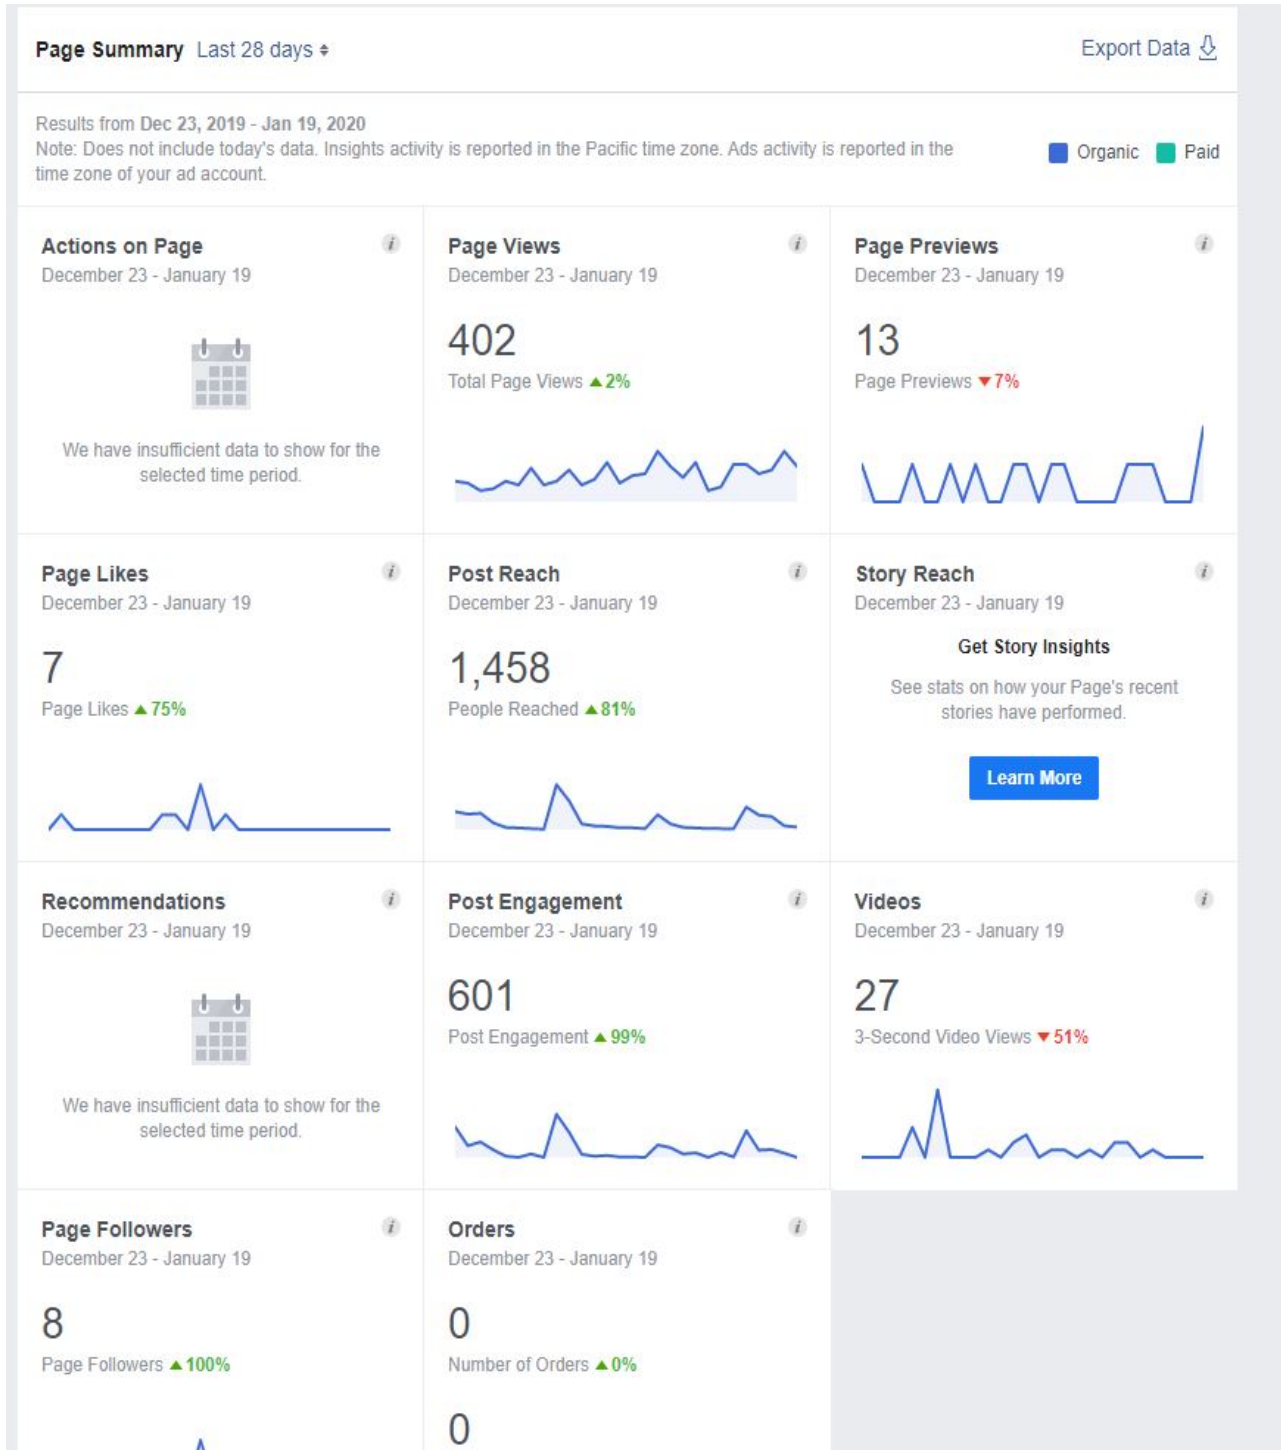 Page Summary Last 28 days
Export Data
Results from Dec 23, 2019 - Jan 19, 2020
Note: Does not include today's data. Insights activity is reported in the Pacific time zone. Ads activity is reported in the
time zone of your ad account.
Organic Paid
Actions on Page
December 23 - January 19
We have insufficient data to show for the
selected time period.
Page Views
December 23 - January 19
402
Total Page Views ▲2%
Page Previews
December 23 - January 19
13
Page Previews ▼7%
Page Likes
December 23 - January 19
7
Page Likes ▲75%
Post Reach
December 23 - January 19
1,458
People Reached ▲81%
Story Reach
December 23 - January 19
Get Story Insights
See stats on how your Page's recent
stories have performed.
Learn More
Recommendations
December 23 - January 19
We have insufficient data to show for the
selected time period.
Post Engagement
December 23 - January 19
601
Post Engagement ▲99%
Videos
December 23 - January 19
27
3-Second Video Views ▼51%
Page Followers
December 23 - January 19
8
Page Followers ▲100%
Orders
December 23 - January 19
0
Number of Orders ▲0%
0